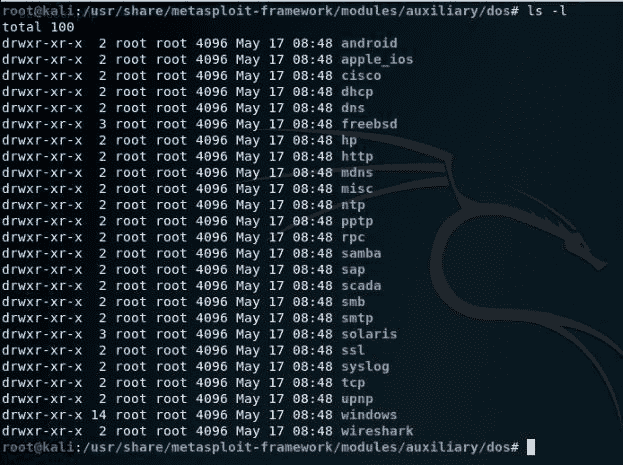 root@kali:/usr/share/metasploit-framework/modules/auxiliary/dos# ls -l
total 100
drwxr-xr-x  2 root root 4096 May 17 08:48 android
drwxr-xr-x  2 root root 4096 May 17 08:48 apple_ios
drwxr-xr-x  2 root root 4096 May 17 08:48 cisco
drwxr-xr-x  2 root root 4096 May 17 08:48 dhcp
drwxr-xr-x  2 root root 4096 May 17 08:48 dns
drwxr-xr-x  3 root root 4096 May 17 08:48 freebsd
drwxr-xr-x  2 root root 4096 May 17 08:48 hp
drwxr-xr-x  2 root root 4096 May 17 08:48 http
drwxr-xr-x  2 root root 4096 May 17 08:48 mdns
drwxr-xr-x  2 root root 4096 May 17 08:48 misc
drwxr-xr-x  2 root root 4096 May 17 08:48 ntp
drwxr-xr-x  2 root root 4096 May 17 08:48 pptp
drwxr-xr-x  2 root root 4096 May 17 08:48 rpc
drwxr-xr-x  2 root root 4096 May 17 08:48 samba
drwxr-xr-x  2 root root 4096 May 17 08:48 sap
drwxr-xr-x  2 root root 4096 May 17 08:48 scada
drwxr-xr-x  2 root root 4096 May 17 08:48 smb
drwxr-xr-x  2 root root 4096 May 17 08:48 smtp
drwxr-xr-x  3 root root 4096 May 17 08:48 solaris
drwxr-xr-x  2 root root 4096 May 17 08:48 ssl
drwxr-xr-x  2 root root 4096 May 17 08:48 syslog
drwxr-xr-x  2 root root 4096 May 17 08:48 tcp
drwxr-xr-x  2 root root 4096 May 17 08:48 upnp
drwxr-xr-x 14 root root 4096 May 17 08:48 windows
drwxr-xr-x  2 root root 4096 May 17 08:48 wireshark
root@kali:/usr/share/metasploit-framework/modules/auxiliary/dos#